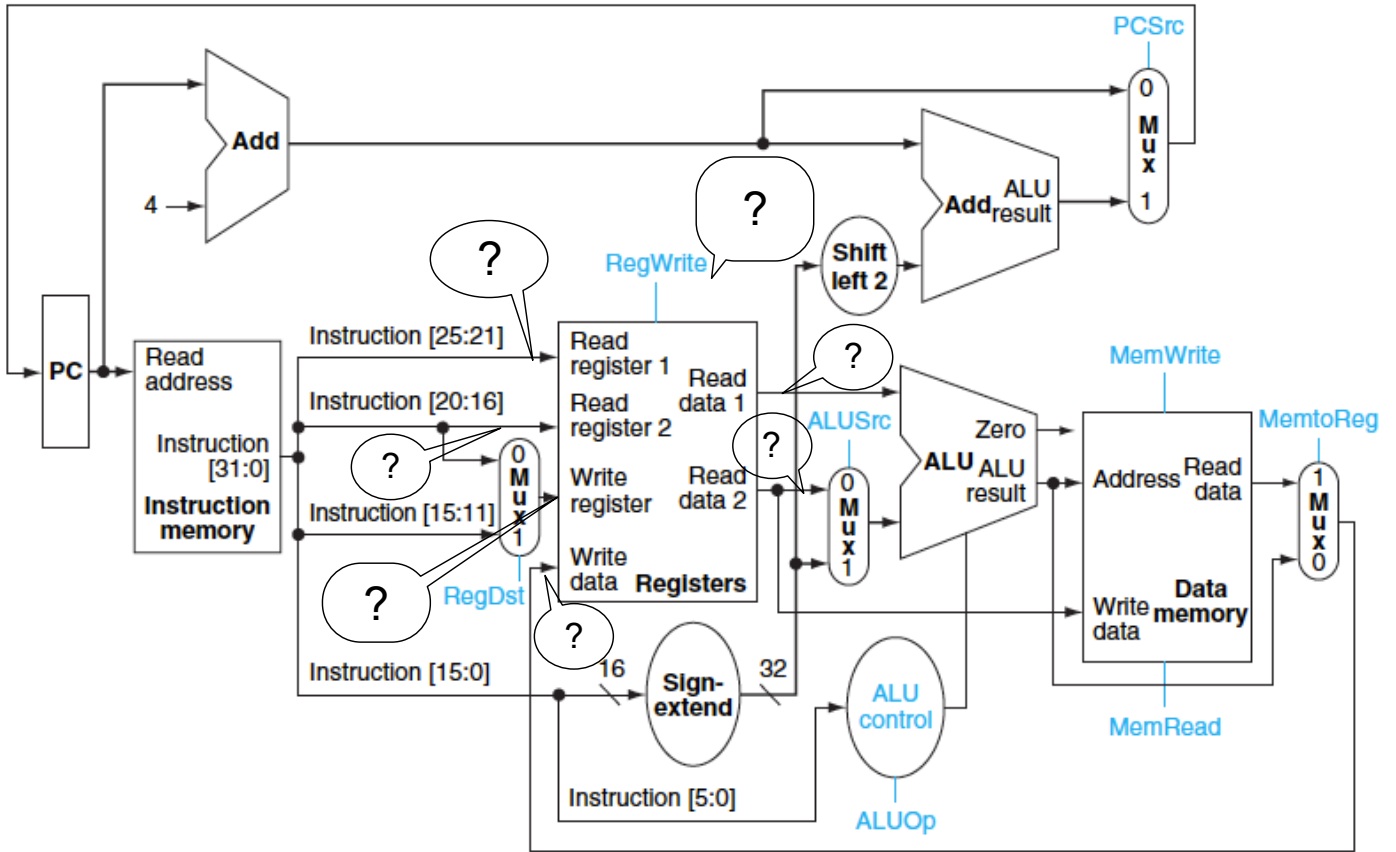 PCSrc
0
M
u
x
1
Add
4
Add
ALU
result
?
?
Shift
left 2
RegWrite
PC
Read
address
Instruction
[31:0]
Instruction
memory
Instruction [25:21]
Instruction [20:16]
Instruction [15:11]
Instruction [15:0]
?
?
0
M
u
x
1
RegDst
Read
register 1
Read
register 2
Write
register
Write
data
Read
data 1
Read
data 2
Registers
?
?
?
ALUSrc
0
M
u
x
1
Zero
ALU
ALU
result
MemWrite
Address
Read
data
Write
data
Data
memory
MemRead
MemtoReg
1
M
u
x
0
16
Sign-
extend
32
ALU
control
Instruction [5:0]
ALUOp